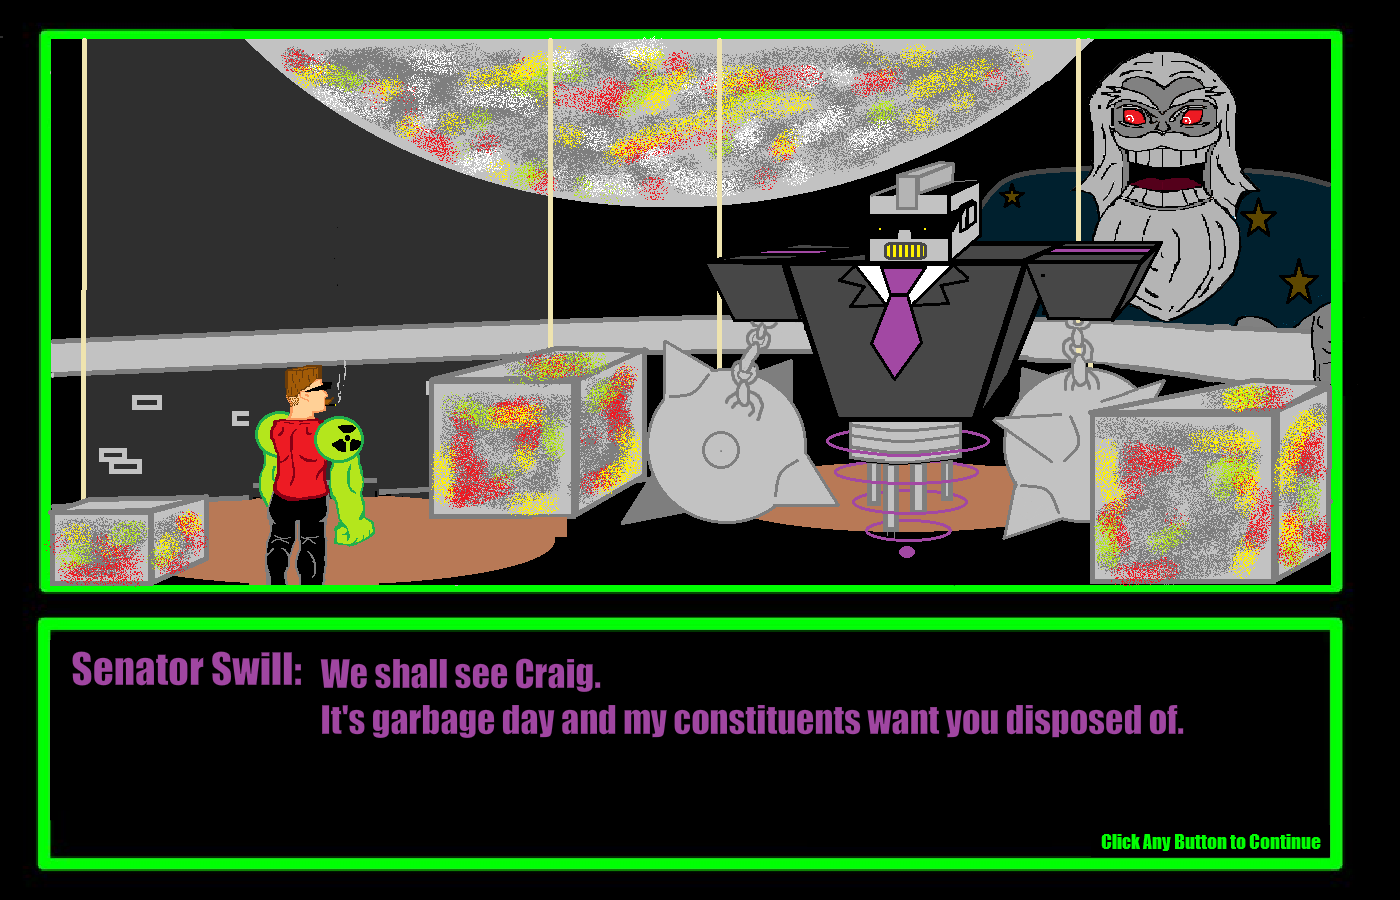 Senator Swill: We shall see Craig.
It's garbage day and my constituents want you disposed of.
Click Any Button to Continue